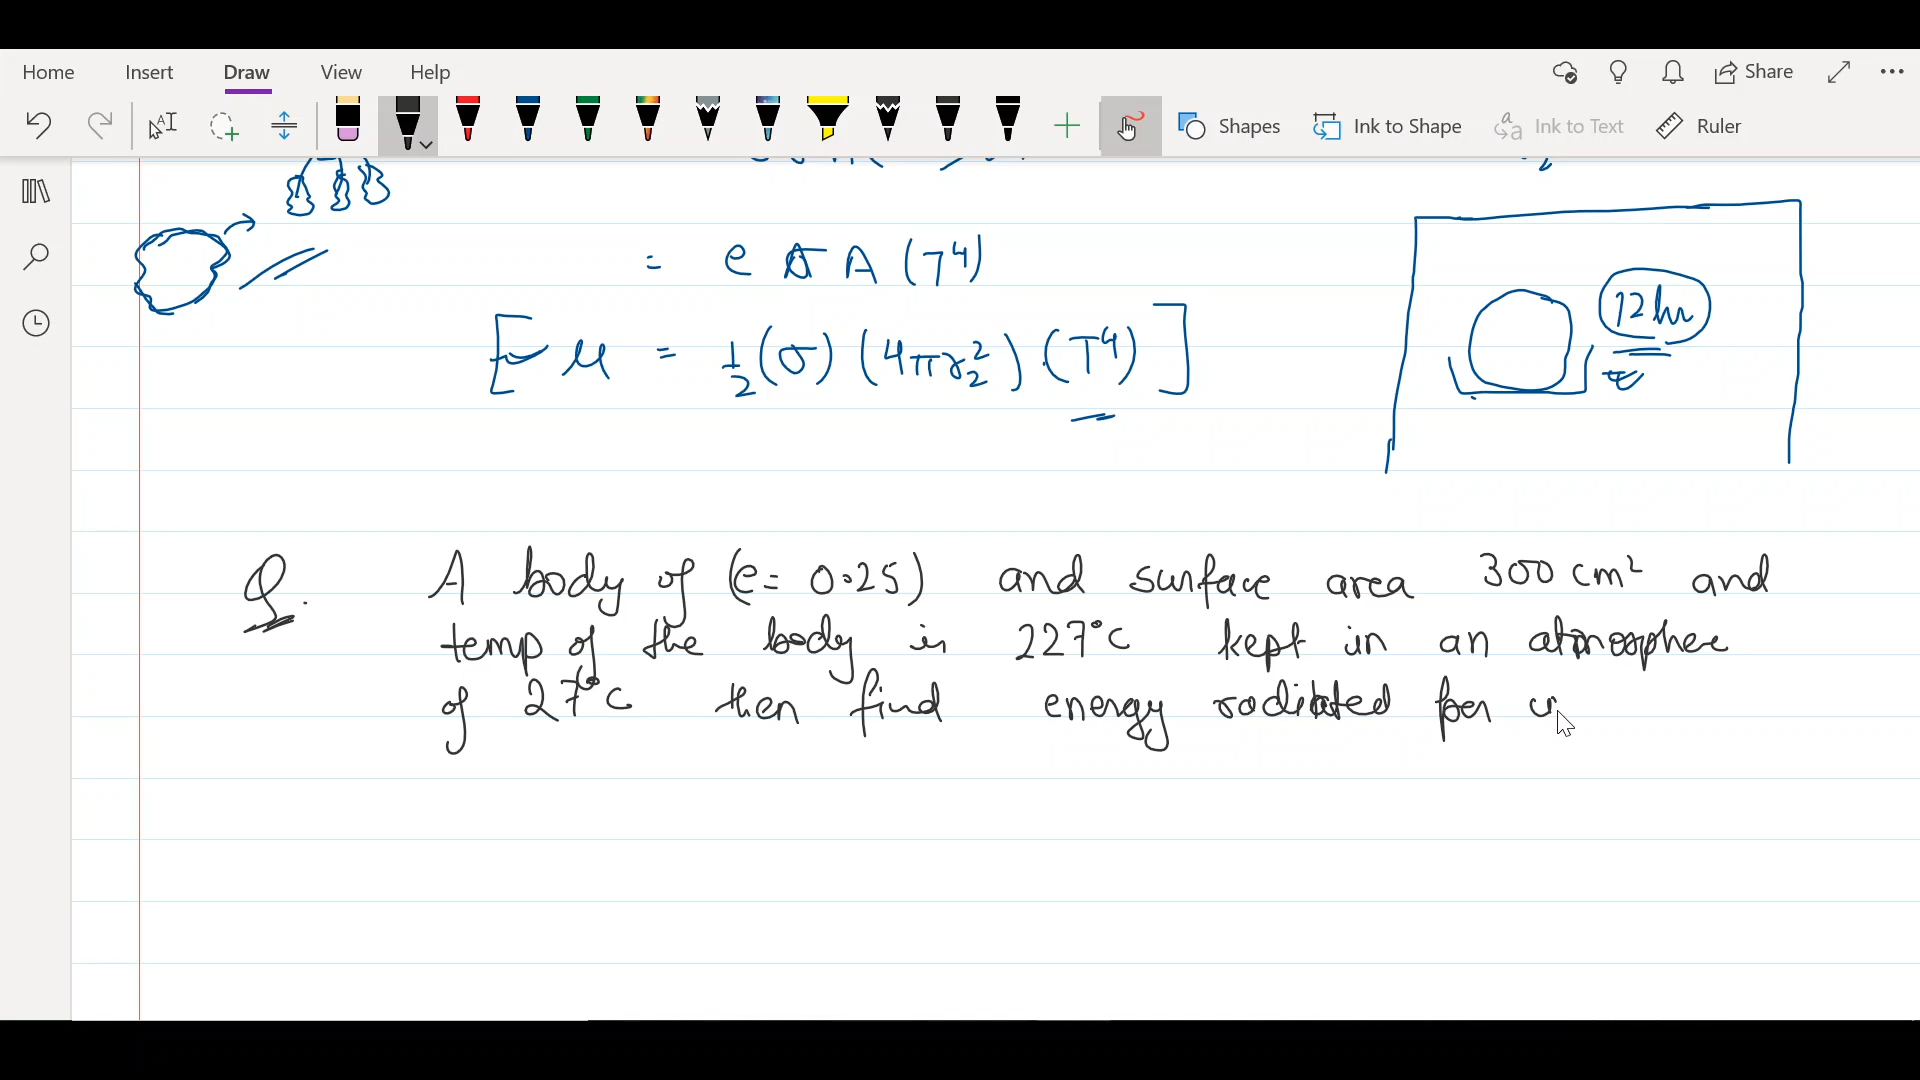 Home Insert Draw View Help Share
Shapes Ink to Shape Ink to Text Ruler
= e σ A (T⁴)
u = 1/2 (σ) (4πr₂²) (T⁴)
12hr
Q. A body of (e = 0.25) and surface area 300 cm² and
temp of the body is 227°C kept in an atmosphere
of 27°C then find energy radiated per u